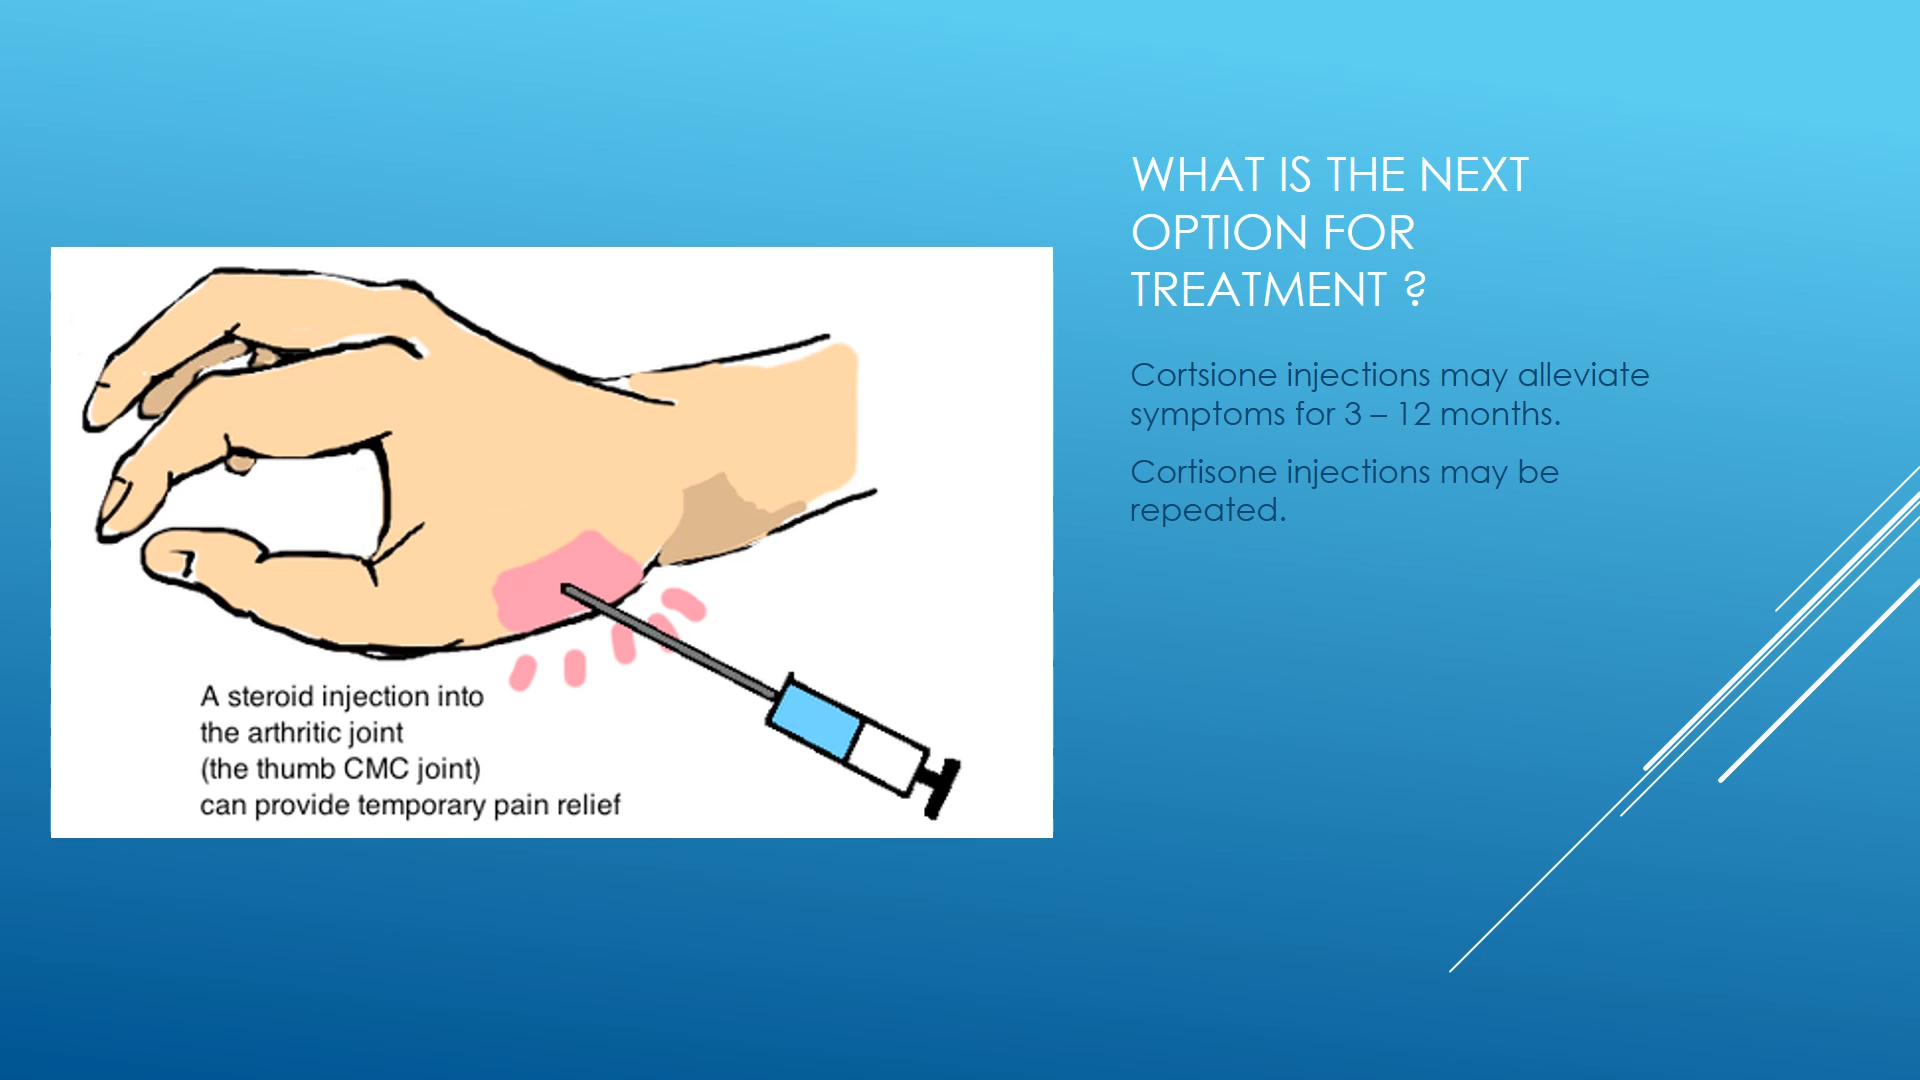 WHAT IS THE NEXT
OPTION FOR
TREATMENT ?
Cortsione injections may alleviate
symptoms for 3 – 12 months.
Cortisone injections may be
repeated.
A steroid injection into
the arthritic joint
(the thumb CMC joint)
can provide temporary pain relief